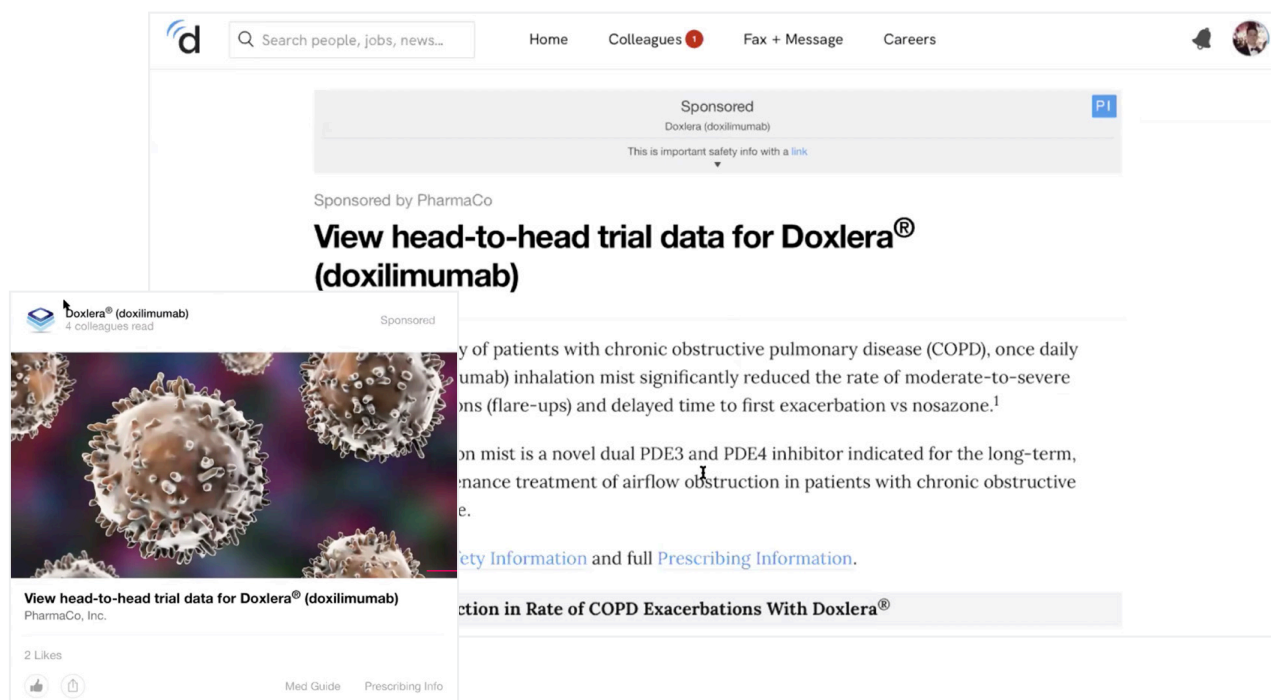 d
Search people, jobs, news...
Home
Colleagues 1
Fax + Message
Careers
Sponsored
PI
Doxlera (doxilimumab)
This is important safety info with a link
Sponsored by PharmaCo
View head-to-head trial data for Doxlera®
(doxilimumab)
y of patients with chronic obstructive pulmonary disease (COPD), once daily
umab) inhalation mist significantly reduced the rate of moderate-to-severe
ons (flare-ups) and delayed time to first exacerbation vs nosazone.¹
on mist is a novel dual PDE3 and PDE4 inhibitor indicated for the long-term,
enance treatment of airflow obstruction in patients with chronic obstructive
e.
ety Information and full Prescribing Information.
ction in Rate of COPD Exacerbations With Doxlera®
Doxlera® (doxilimumab)
4 colleagues read
Sponsored
View head-to-head trial data for Doxlera® (doxilimumab)
PharmaCo, Inc.
2 Likes
Med Guide
Prescribing Info